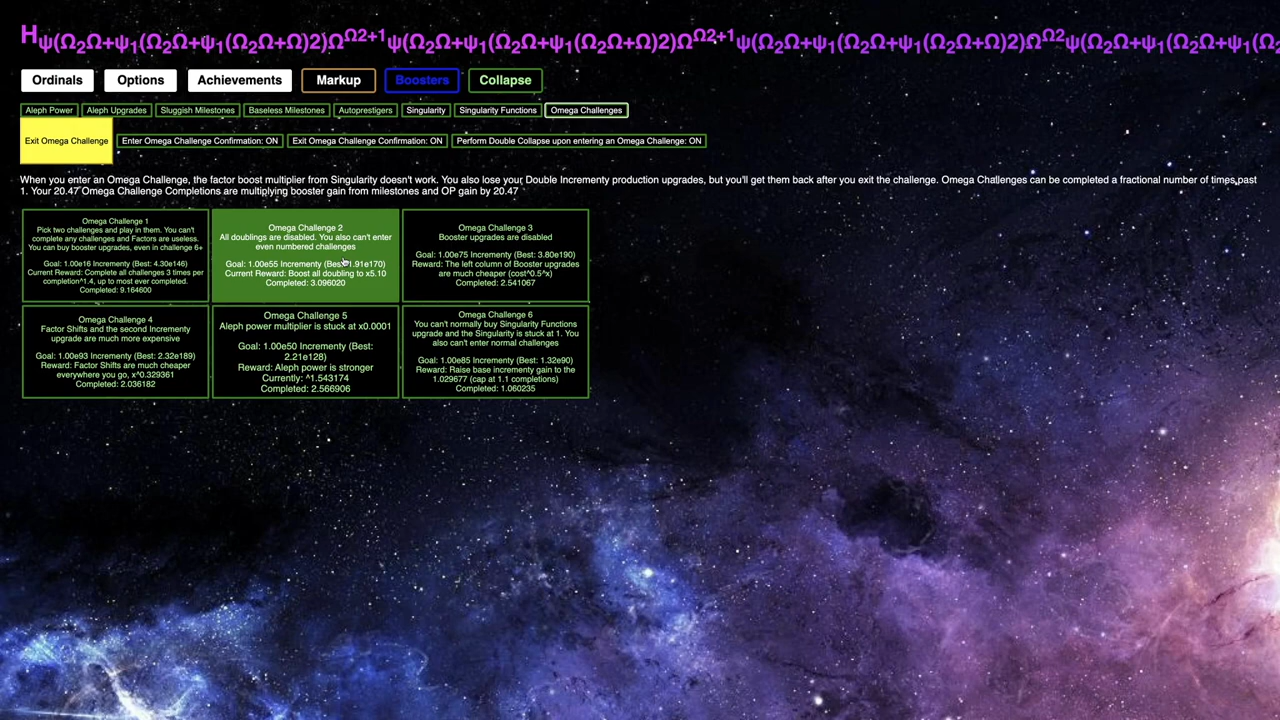 Hψ(Ω₂Ω+ψ₁(Ω₂Ω+ψ₁(Ω₂Ω+Ω)2)Ω^Ω2+1ψ(Ω₂Ω+ψ₁(Ω₂Ω+ψ₁(Ω₂Ω+Ω)2)Ω^Ω2+1ψ(Ω₂Ω+ψ₁(Ω₂Ω+ψ₁(Ω₂Ω+Ω)2)Ω^Ω2ψ(Ω₂Ω+ψ₁(Ω₂Ω+ψ₁(Ω₂
Ordinals Options Achievements Markup Boosters Collapse
Aleph Power Aleph Upgrades Sluggish Milestones Baseless Milestones Autoprestigers Singularity Singularity Functions Omega Challenges
Exit Omega Challenge Enter Omega Challenge Confirmation: ON Exit Omega Challenge Confirmation: ON Perform Double Collapse upon entering an Omega Challenge: ON
When you enter an Omega Challenge, the factor boost multiplier from Singularity doesn't work. You also lose your Double Incrementy production upgrades, but you'll get them back after you exit the challenge. Omega Challenges can be completed a fractional number of times past
1. Your 20.47 Omega Challenge Completions are multiplying booster gain from milestones and OP gain by 20.47
Omega Challenge 1
Pick two challenges and play in them. You can't
complete any challenges and Factors are useless.
You can buy booster upgrades, even in challenge 6+
Goal: 1.00e16 Incrementy (Best: 4.30e146)
Current Reward: Complete all challenges 3 times per
completion^1.4, up to most ever completed.
Completed: 9.164600
Omega Challenge 2
All doublings are disabled. You also can't enter
even numbered challenges
Goal: 1.00e55 Incrementy (Best: 1.91e170)
Current Reward: Boost all doubling to x5.10
Completed: 3.096020
Omega Challenge 3
Booster upgrades are disabled
Goal: 1.00e75 Incrementy (Best: 3.80e190)
Reward: The left column of Booster upgrades
are much cheaper (cost^0.5^x)
Completed: 2.541067
Omega Challenge 4
Factor Shifts and the second Incrementy
upgrade are much more expensive
Goal: 1.00e93 Incrementy (Best: 2.32e189)
Reward: Factor Shifts are much cheaper
everywhere you go, x^0.329361
Completed: 2.036182
Omega Challenge 5
Aleph power multiplier is stuck at x0.0001
Goal: 1.00e50 Incrementy (Best:
2.21e128)
Reward: Aleph power is stronger
Currently: ^1.543174
Completed: 2.566906
Omega Challenge 6
You can't normally buy Singularity Functions
upgrade and the Singularity is stuck at 1. You
also can't enter normal challenges
Goal: 1.00e85 Incrementy (Best: 1.32e90)
Reward: Raise base incrementy gain to the
1.029677 (cap at 1.1 completions)
Completed: 1.060235